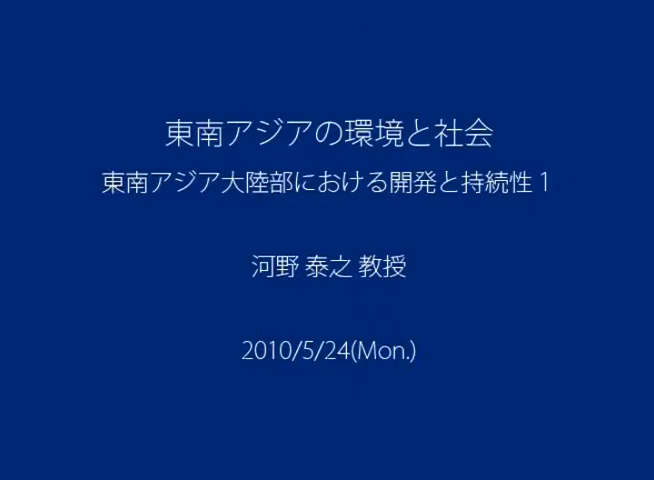 東南アジアの環境と社会
東南アジア大陸部における開発と持続性 1
河野 泰之 教授
2010/5/24(Mon.)